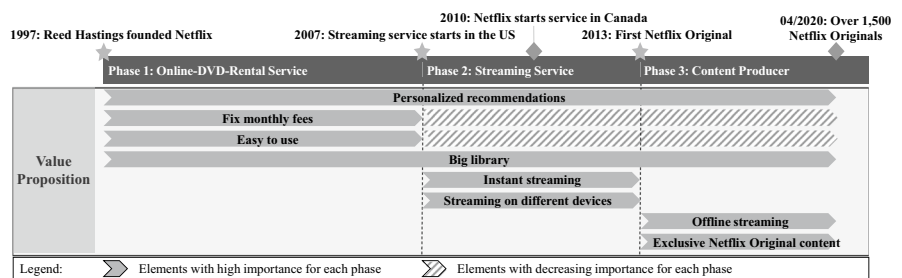 2010: Netflix starts service in Canada
04/2020: Over 1,500
1997: Reed Hastings founded Netflix
2007: Streaming service starts in the US
2013: First Netflix Original
Netflix Originals
Phase 1: Online-DVD-Rental Service
Phase 2: Streaming Service
Phase 3: Content Producer
Value
Proposition
Personalized recommendations
Fix monthly fees
Easy to use
Big library
Instant streaming
Streaming on different devices
Offline streaming
Exclusive Netflix Original content
Legend:
Elements with high importance for each phase
Elements with decreasing importance for each phase